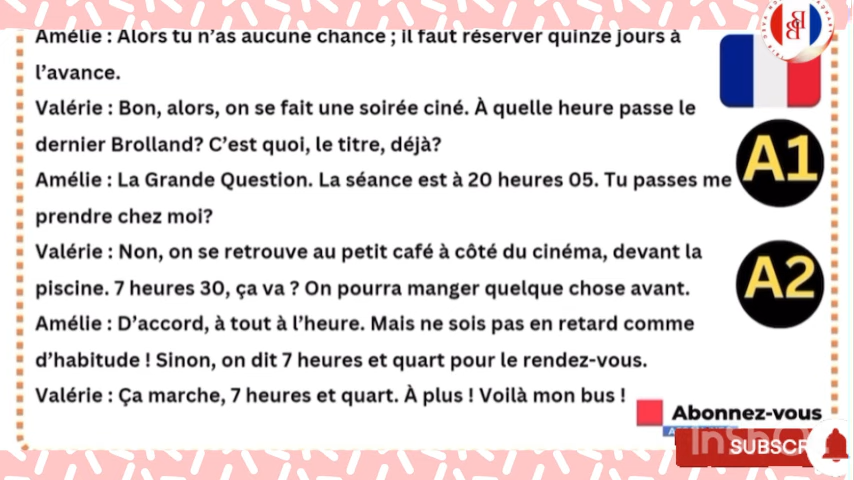 Amélie : Alors tu n'as aucune chance ; il faut réserver quinze jours à
l'avance.
Valérie : Bon, alors, on se fait une soirée ciné. À quelle heure passe le
dernier Brolland? C'est quoi, le titre, déjà?
Amélie : La Grande Question. La séance est à 20 heures 05. Tu passes me
prendre chez moi?
Valérie : Non, on se retrouve au petit café à côté du cinéma, devant la
piscine. 7 heures 30, ça va ? On pourra manger quelque chose avant.
Amélie : D'accord, à tout à l'heure. Mais ne sois pas en retard comme
d'habitude ! Sinon, on dit 7 heures et quart pour le rendez-vous.
Valérie : Ça marche, 7 heures et quart. À plus ! Voilà mon bus !
A1
A2
Abonnez-vous